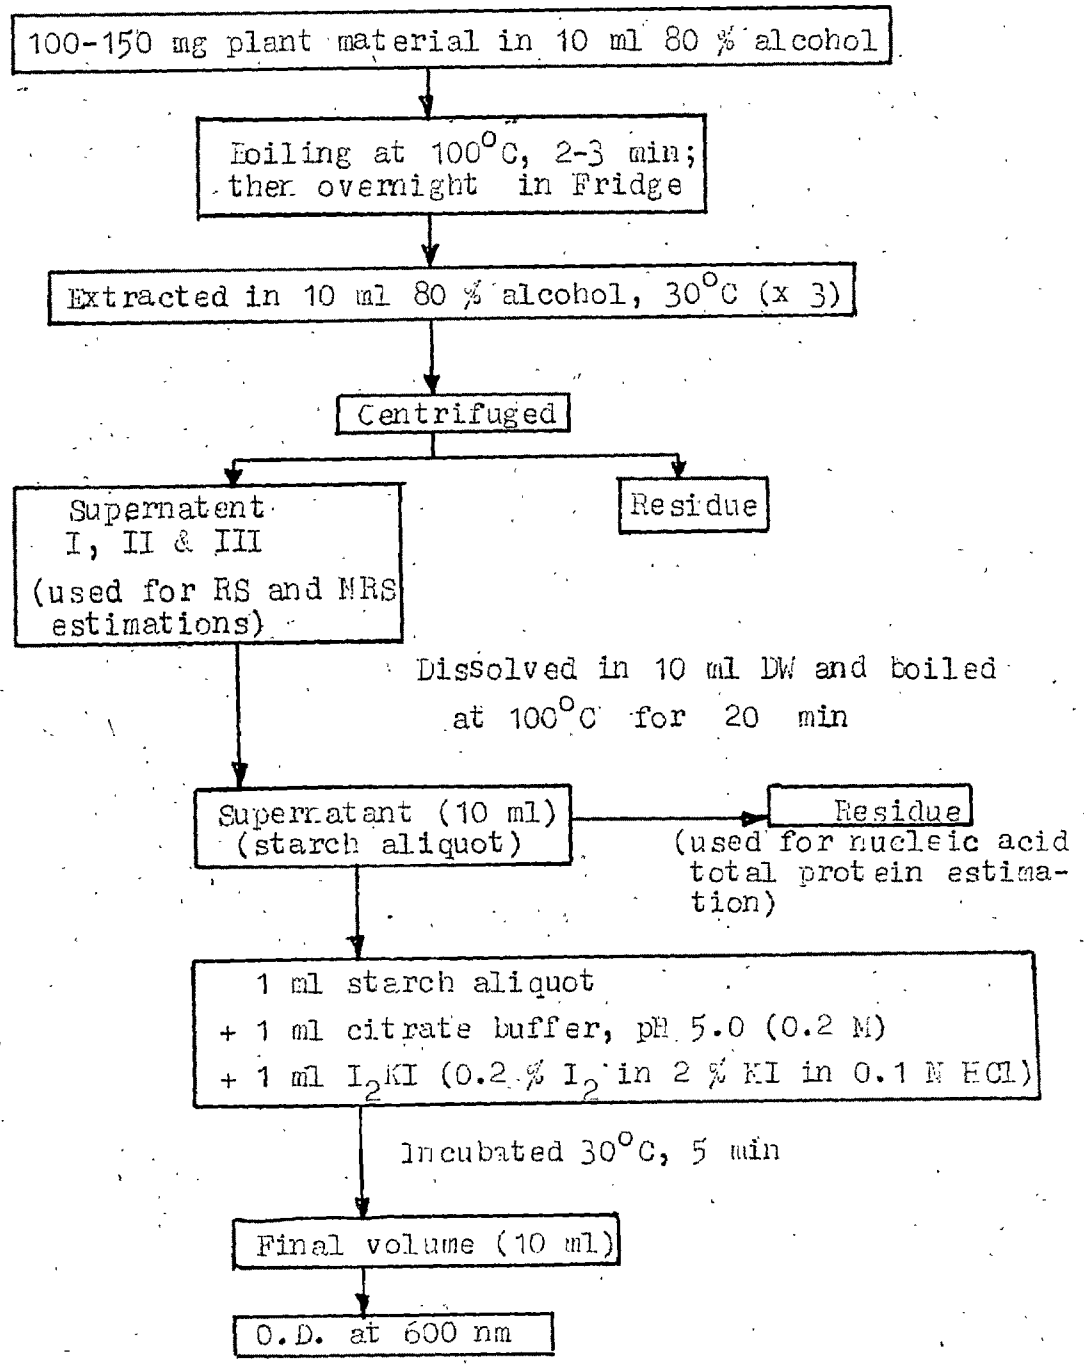 100-150 mg plant material in 10 ml 80 % alcohol
Boiling at 100°C, 2-3 min;
then overnight in Fridge
Extracted in 10 ml 80 % alcohol, 30°C (x 3)
Centrifuged
Supernatent
I, II & III
(used for RS and NRS
estimations)
Residue
Dissolved in 10 ml DW and boiled
at 100°C for 20 min
Supernatant (10 ml)
(starch aliquot)
Residue
(used for nucleic acid
total protein estima-
tion)
1 ml starch aliquot
+ 1 ml citrate buffer, pH 5.0 (0.2 M)
+ 1 ml I₂KI (0.2 % I₂ in 2 % KI in 0.1 N HCl)
Incubated 30°C, 5 min
Final volume (10 ml)
O.D. at 600 nm